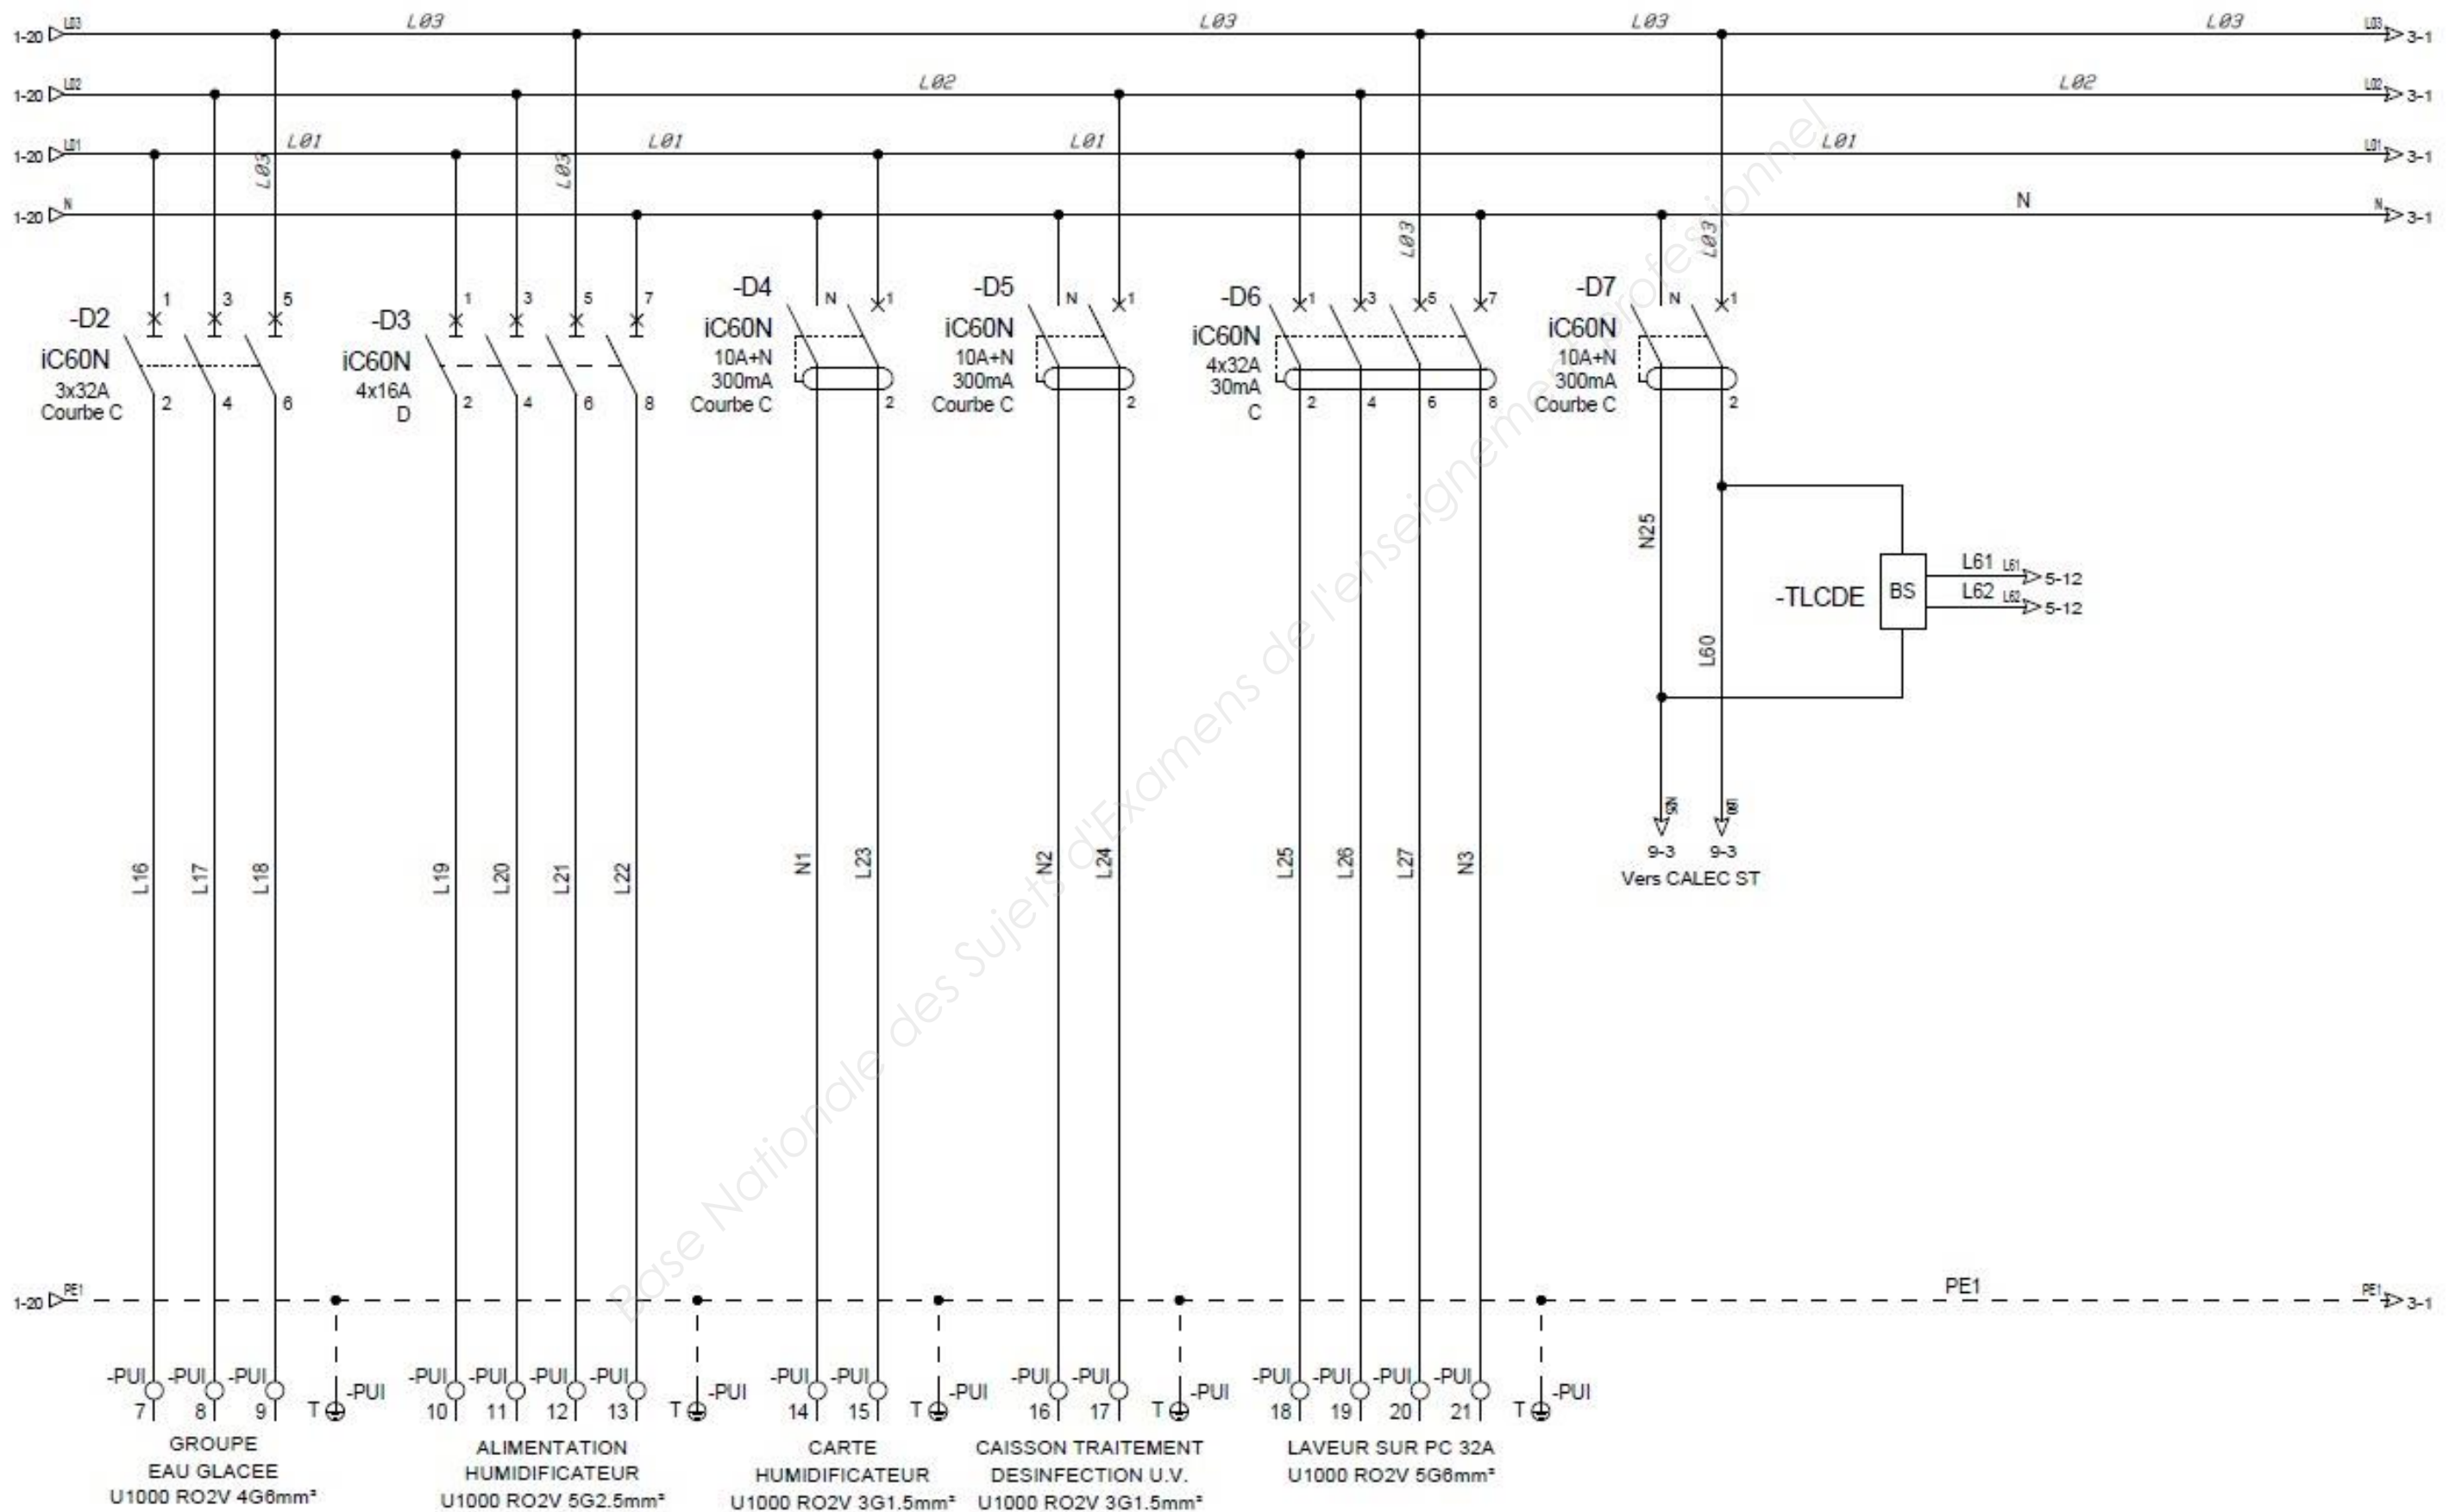 1-20 L03 L03 L03 L03 L03 L03 3-1
1-20 L02 L02 L02 L02 3-1
1-20 L01 L01 L01 L01 L01 L01 3-1
L03 L03
1-20 N N N 3-1
L03 L03
-D2
iC60N
3x32A
Courbe C
1 3 5
2 4 6
-D3
iC60N
4x16A
D
1 3 5 7
2 4 6 8
-D4
iC60N
10A+N
300mA
Courbe C
N 1
2
-D5
iC60N
10A+N
300mA
Courbe C
N 1
2
-D6
iC60N
4x32A
30mA
C
1 3 5 7
2 4 6 8
-D7
iC60N
10A+N
300mA
Courbe C
N 1
2
N25
L60
-TLCDE
BS
L61 L61 5-12
L62 L62 5-12
N25 L60
9-3 9-3
Vers CALEC ST
L16 L17 L18 L19 L20 L21 L22 N1 L23 N2 L24 L25 L26 L27 N3
1-20 PE1 PE1 PE1 3-1
-PUI -PUI -PUI -PUI
7 8 9 T
GROUPE
EAU GLACEE
U1000 RO2V 4G6mm²
-PUI -PUI -PUI -PUI -PUI
10 11 12 13 T
ALIMENTATION
HUMIDIFICATEUR
U1000 RO2V 5G2.5mm²
-PUI -PUI -PUI
14 15 T
CARTE
HUMIDIFICATEUR
U1000 RO2V 3G1.5mm²
-PUI -PUI -PUI
16 17 T
CAISSON TRAITEMENT
DESINFECTION U.V.
U1000 RO2V 3G1.5mm²
-PUI -PUI -PUI -PUI -PUI
18 19 20 21 T
LAVEUR SUR PC 32A
U1000 RO2V 5G6mm²
Base Nationale des Sujets d'Examens de l'enseignement professionnel